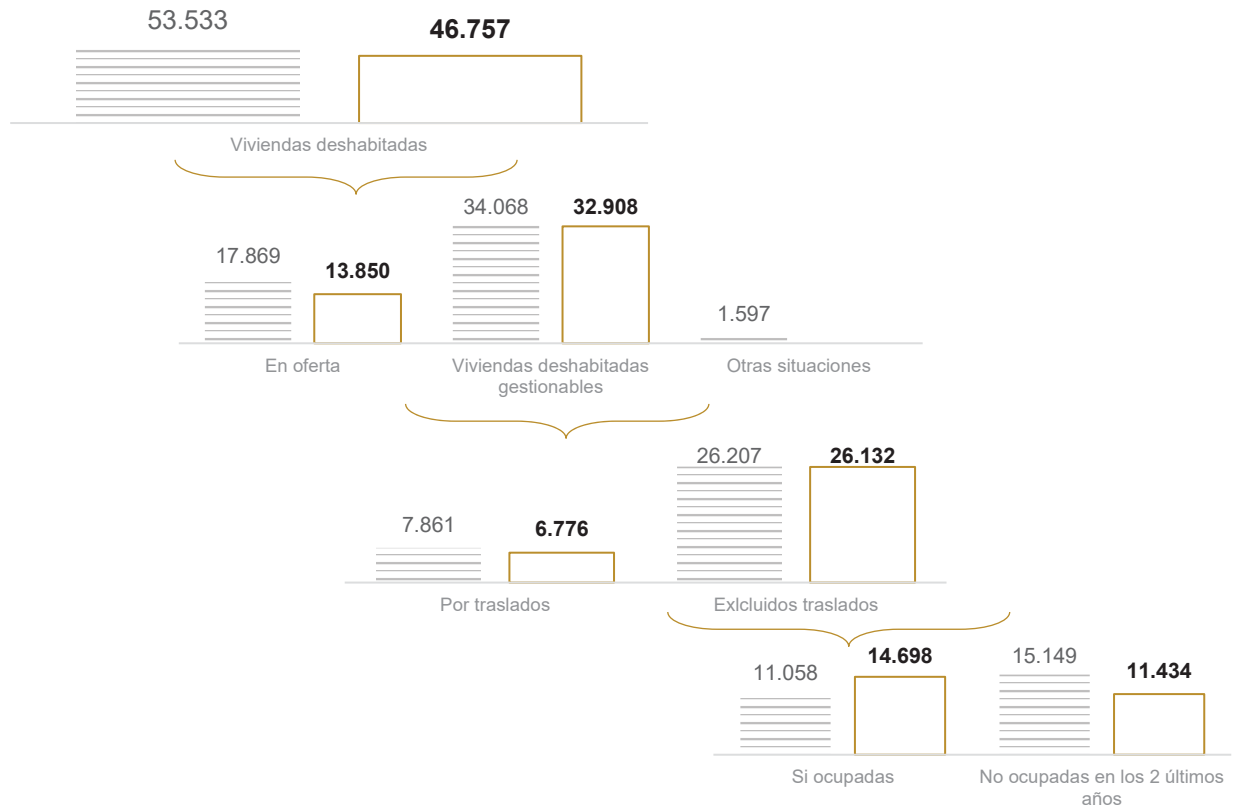 53.533
46.757
Viviendas deshabitadas
34.068
32.908
17.869
13.850
1.597
En oferta
Viviendas deshabitadas
gestionables
Otras situaciones
26.207
26.132
7.861
6.776
Por traslados
Exlcluidos traslados
11.058
14.698
15.149
11.434
Si ocupadas
No ocupadas en los 2 últimos
años